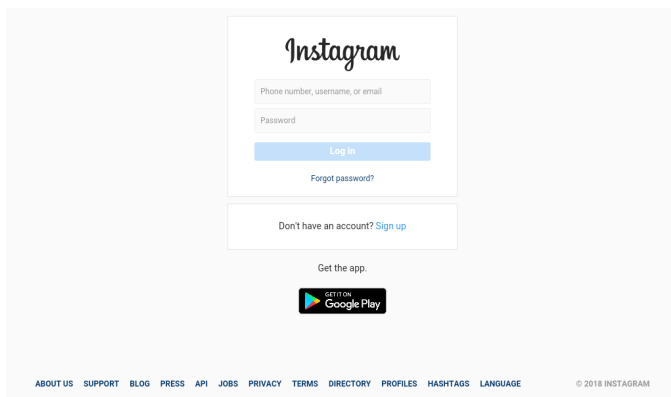 Instagram
Phone number, username, or email
Password
Log in
Forgot password?
Don't have an account? Sign up
Get the app.
GET IT ON
Google Play
ABOUT US SUPPORT BLOG PRESS API JOBS PRIVACY TERMS DIRECTORY PROFILES HASHTAGS LANGUAGE © 2018 INSTAGRAM